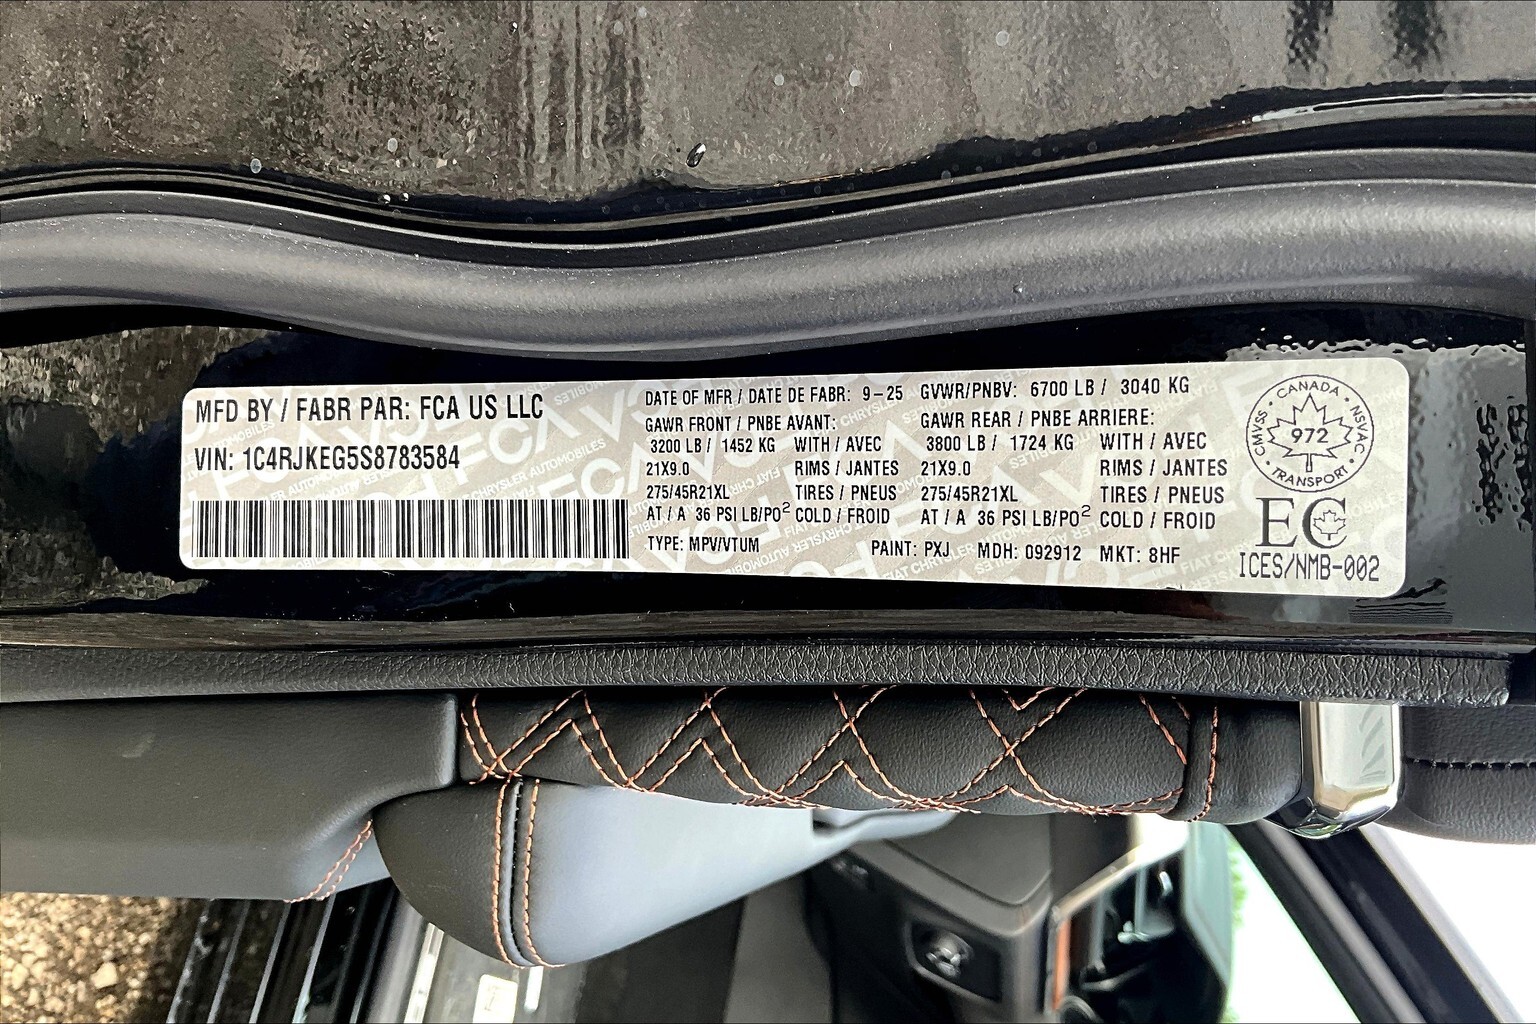 MFD BY / FABR PAR: FCA US LLC
VIN: 1C4RJKEG5S8783584
DATE OF MFR / DATE DE FABR: 9-25 GVWR/PNBV: 6700 LB / 3040 KG
GAWR FRONT / PNBE AVANT: GAWR REAR / PNBE ARRIERE:
3200 LB / 1452 KG WITH / AVEC 3800 LB / 1724 KG WITH / AVEC
21X9.0 RIMS / JANTES 21X9.0 RIMS / JANTES
275/45R21XL TIRES / PNEUS 275/45R21XL TIRES / PNEUS
AT / A 36 PSI LB/PO² COLD / FROID AT / A 36 PSI LB/PO² COLD / FROID
TYPE: MPV/VTUM PAINT: PXJ MDH: 092912 MKT: 8HF
CANADA
CMVSS · NSVAC
972
TRANSPORT
EC
ICES/NMB-002
FCA
FIAT CHRYSLER AUTOMOBILES